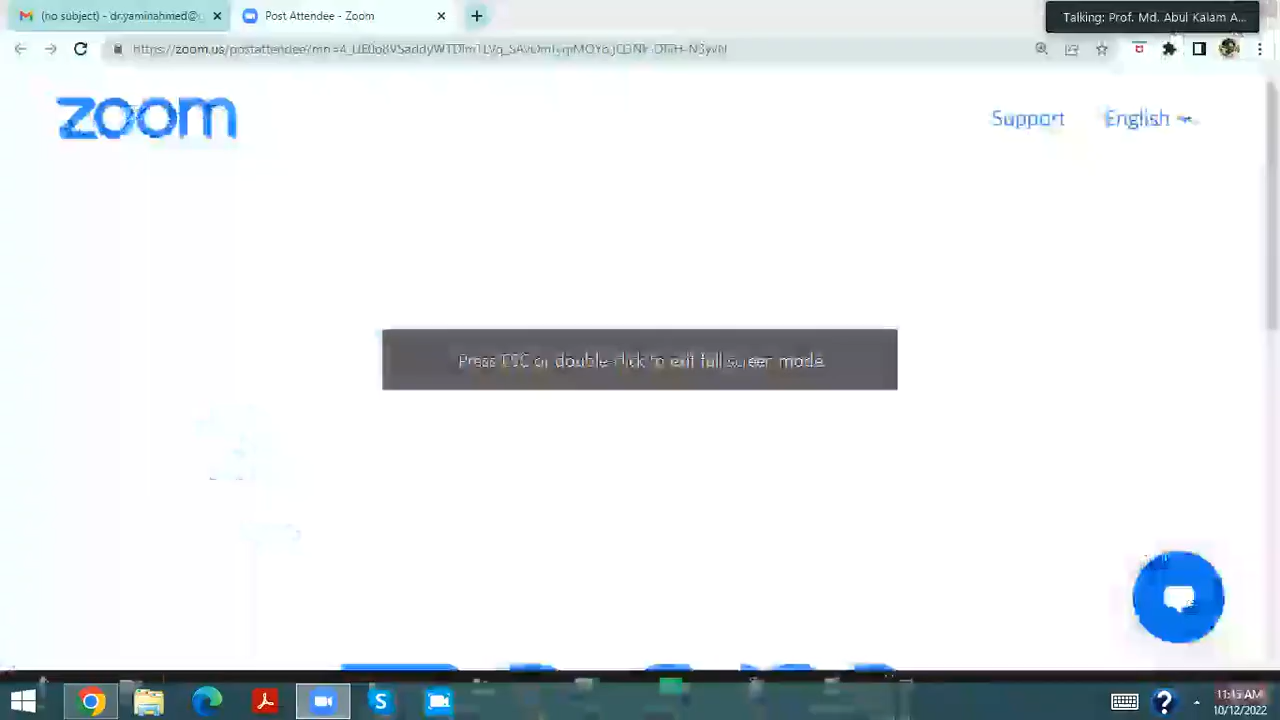 (no subject) - dr.yaminahmed@g
Post Attendee - Zoom
Talking: Prof. Md. Abul Kalam A...
zoom
Support
English
Press ESC or double-click to exit full screen mode.
11:45 AM
10/12/2022